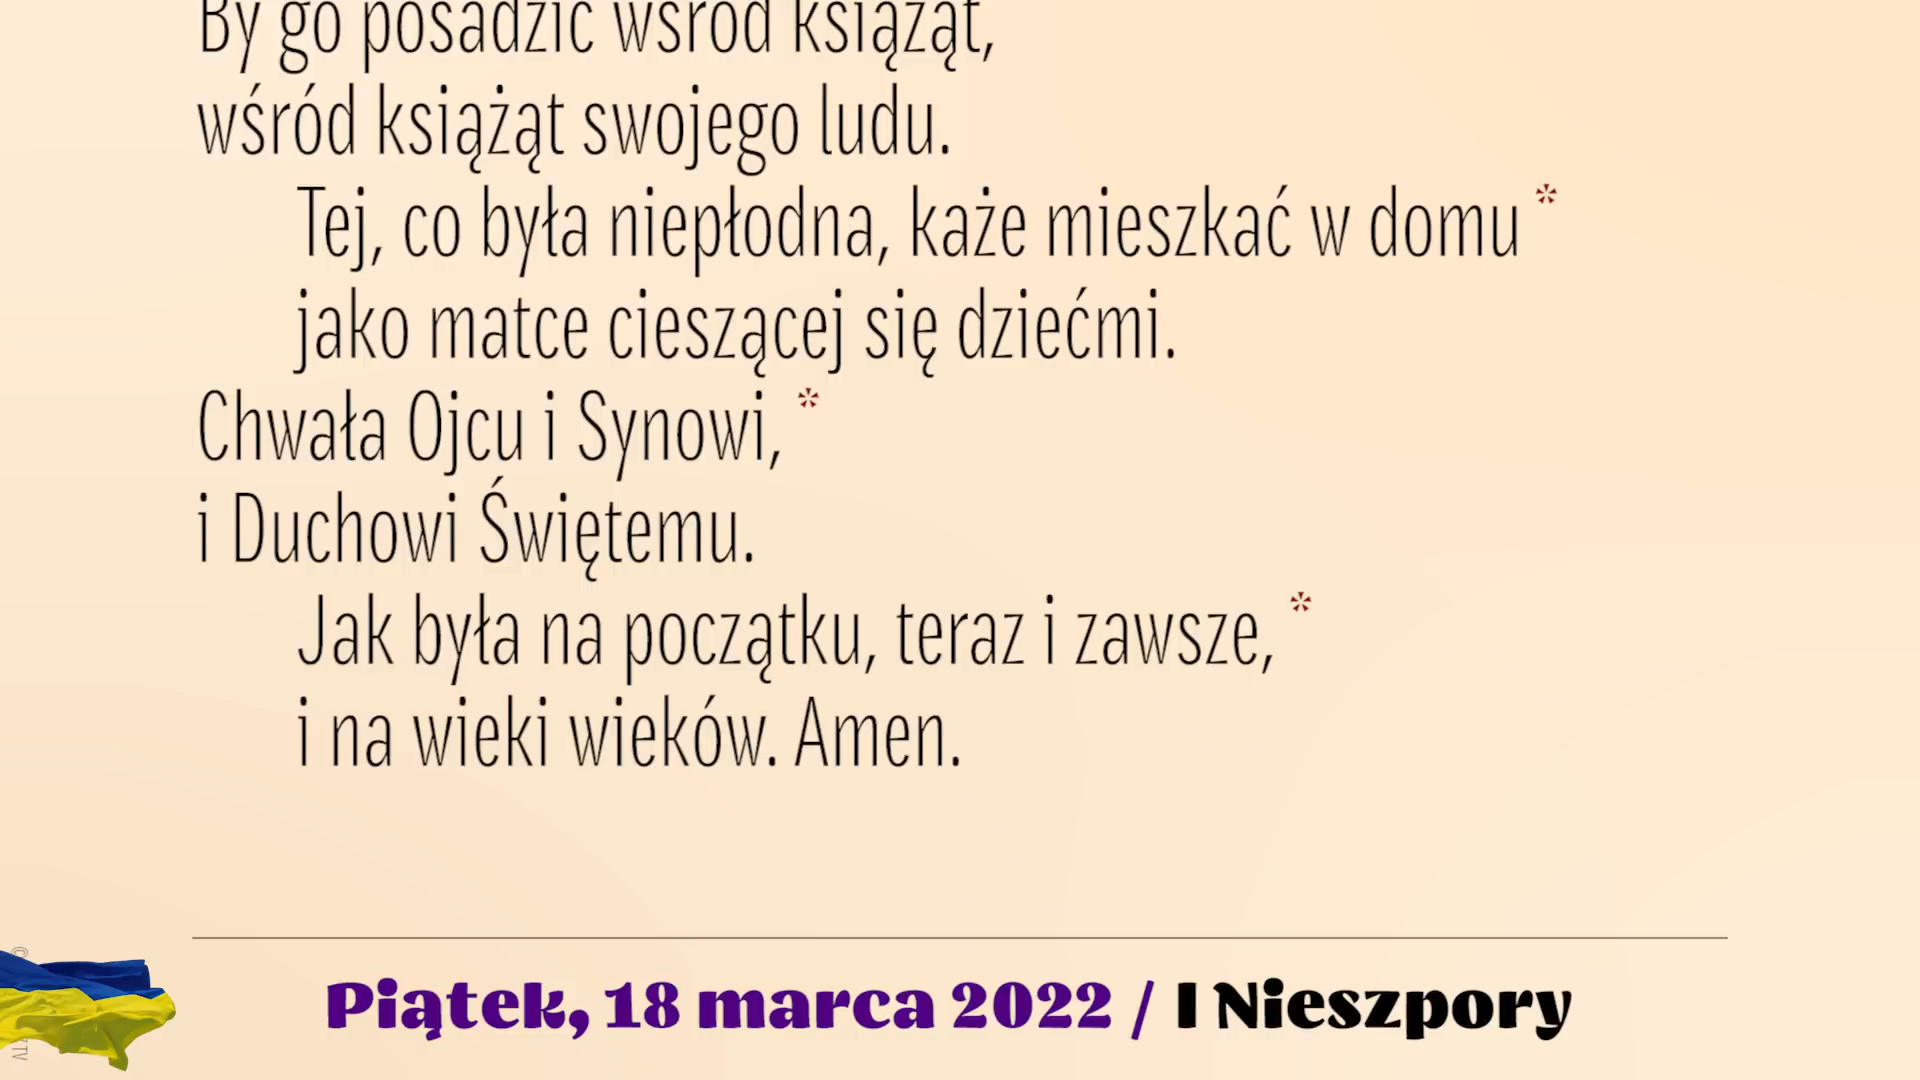 By go posadzić wśród książąt,
wśród książąt swojego ludu.
Tej, co była niepłodna, każe mieszkać w domu *
jako matce cieszącej się dziećmi.
Chwała Ojcu i Synowi, *
i Duchowi Świętemu.
Jak była na początku, teraz i zawsze, *
i na wieki wieków. Amen.
Piątek, 18 marca 2022 / I Nieszpory